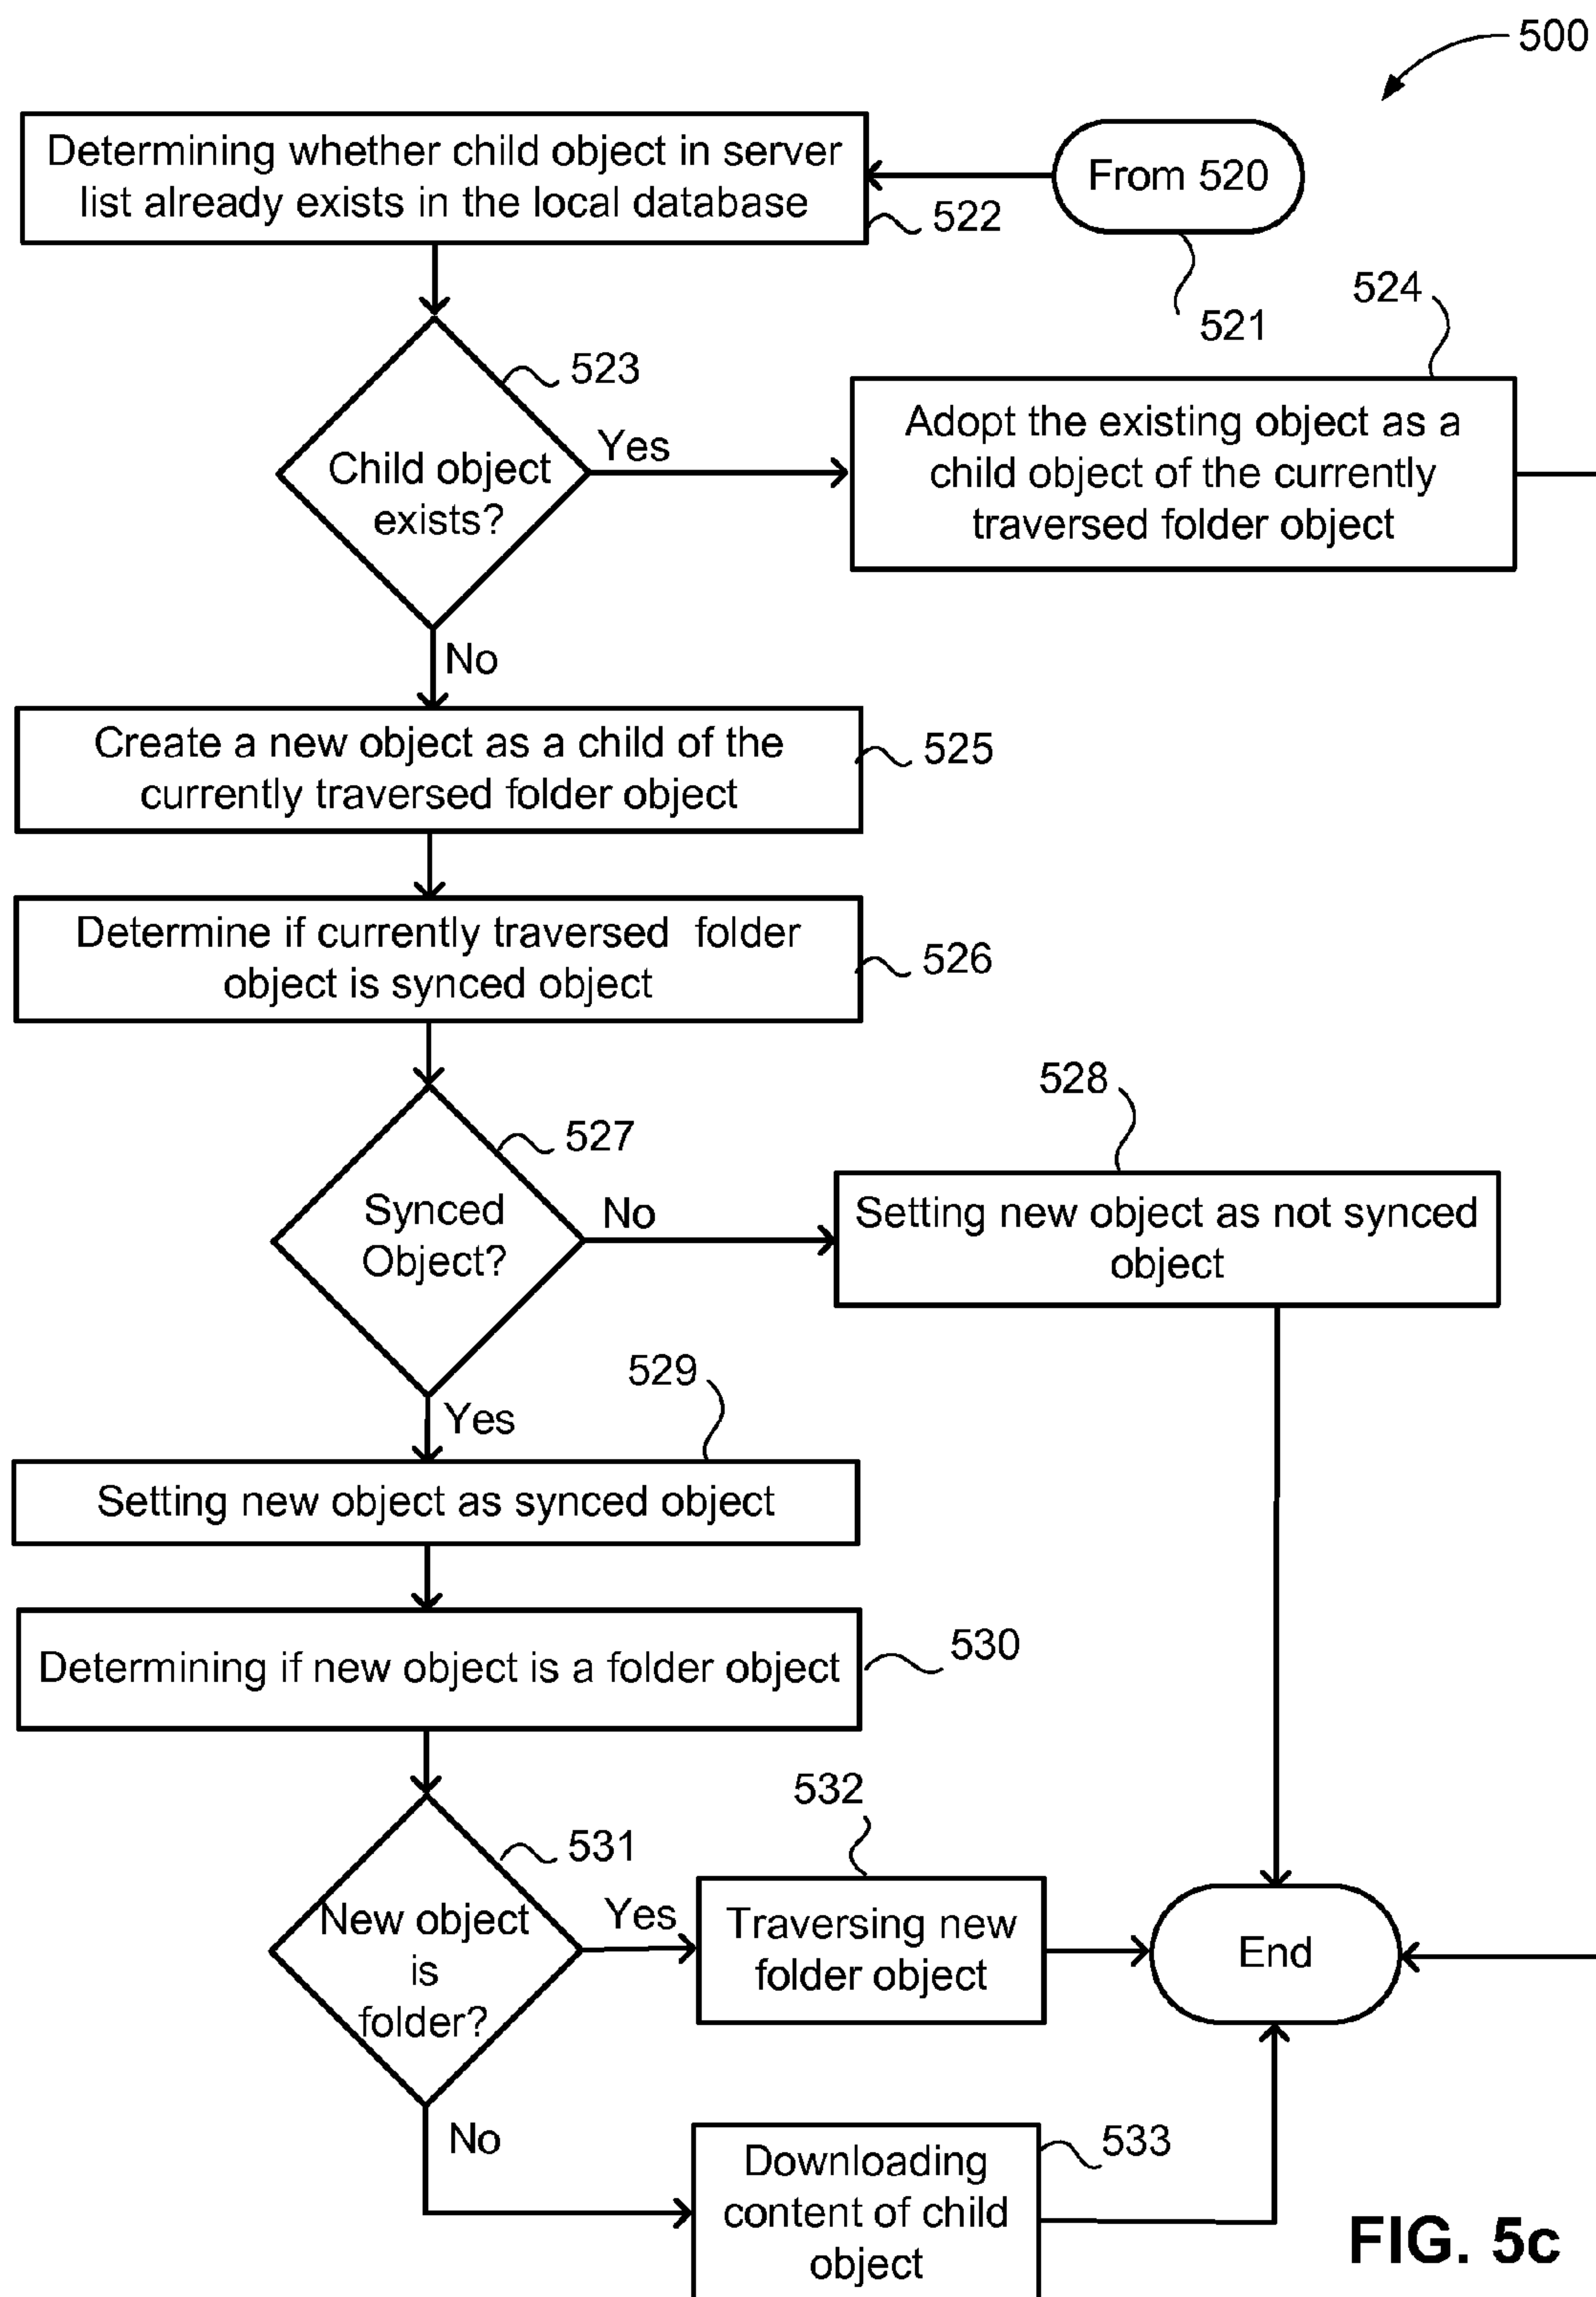 500
Determining whether child object in server
list already exists in the local database
522
From 520
521
523
Child object
exists?
Yes
524
Adopt the existing object as a
child object of the currently
traversed folder object
No
Create a new object as a child of the
currently traversed folder object
525
Determine if currently traversed folder
object is synced object
526
527
Synced
Object?
No
528
Setting new object as not synced
object
Yes
529
Setting new object as synced object
Determining if new object is a folder object
530
531
New object
is
folder?
Yes
532
Traversing new
folder object
End
No
Downloading
content of child
object
533
FIG. 5c